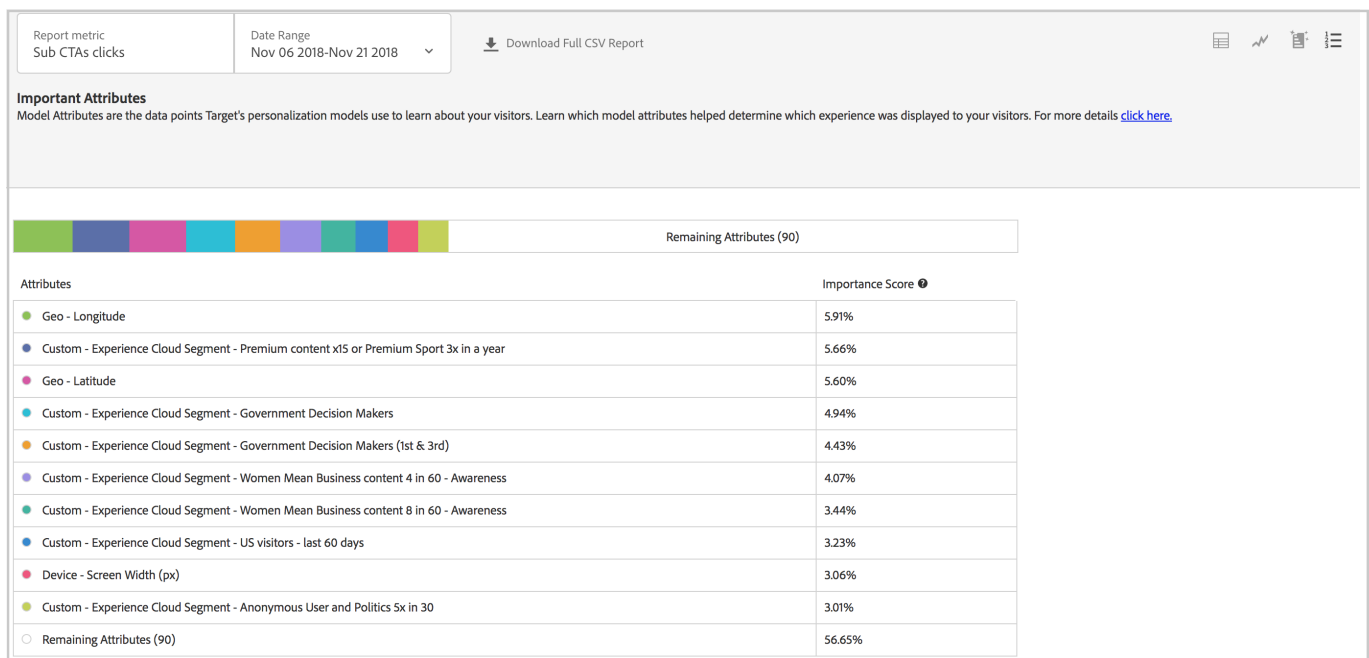 Report metric
Sub CTAs clicks
Date Range
Nov 06 2018-Nov 21 2018
Download Full CSV Report
Important Attributes
Model Attributes are the data points Target's personalization models use to learn about your visitors. Learn which model attributes helped determine which experience was displayed to your visitors. For more details click here.
Remaining Attributes (90)
Attributes Importance Score ?
Geo - Longitude 5.91%
Custom - Experience Cloud Segment - Premium content x15 or Premium Sport 3x in a year 5.66%
Geo - Latitude 5.60%
Custom - Experience Cloud Segment - Government Decision Makers 4.94%
Custom - Experience Cloud Segment - Government Decision Makers (1st & 3rd) 4.43%
Custom - Experience Cloud Segment - Women Mean Business content 4 in 60 - Awareness 4.07%
Custom - Experience Cloud Segment - Women Mean Business content 8 in 60 - Awareness 3.44%
Custom - Experience Cloud Segment - US visitors - last 60 days 3.23%
Device - Screen Width (px) 3.06%
Custom - Experience Cloud Segment - Anonymous User and Politics 5x in 30 3.01%
Remaining Attributes (90) 56.65%